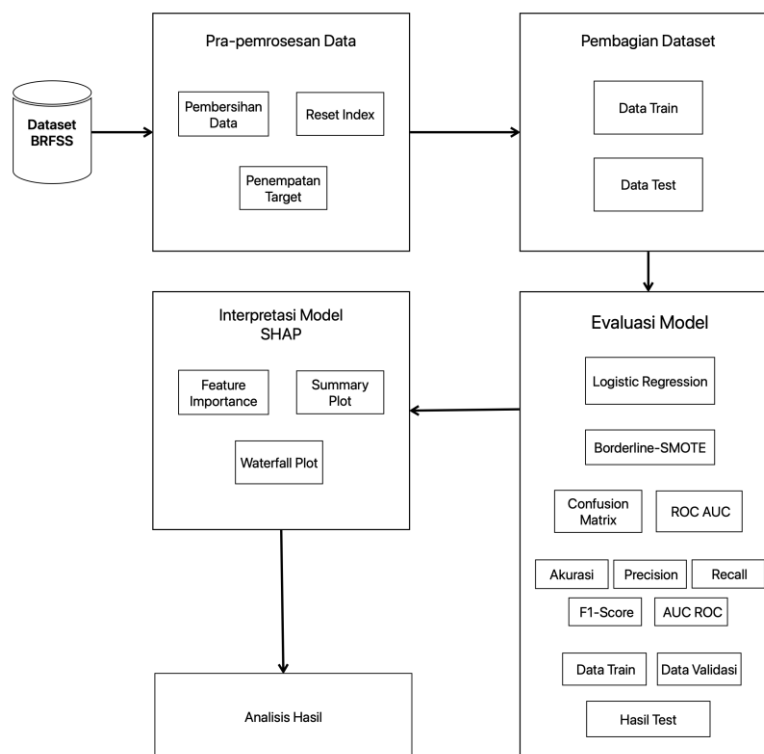 Pra-pemrosesan Data
Pembagian Dataset
Dataset
BRFSS
Pembersihan
Data
Reset Index
Data Train
Penempatan
Target
Data Test
Interpretasi Model
SHAP
Evaluasi Model
Feature
Importance
Summary
Plot
Logistic Regression
Waterfall Plot
Borderline-SMOTE
Confusion
Matrix
ROC AUC
Akurasi
Precision
Recall
F1-Score
AUC ROC
Data Train
Data Validasi
Analisis Hasil
Hasil Test